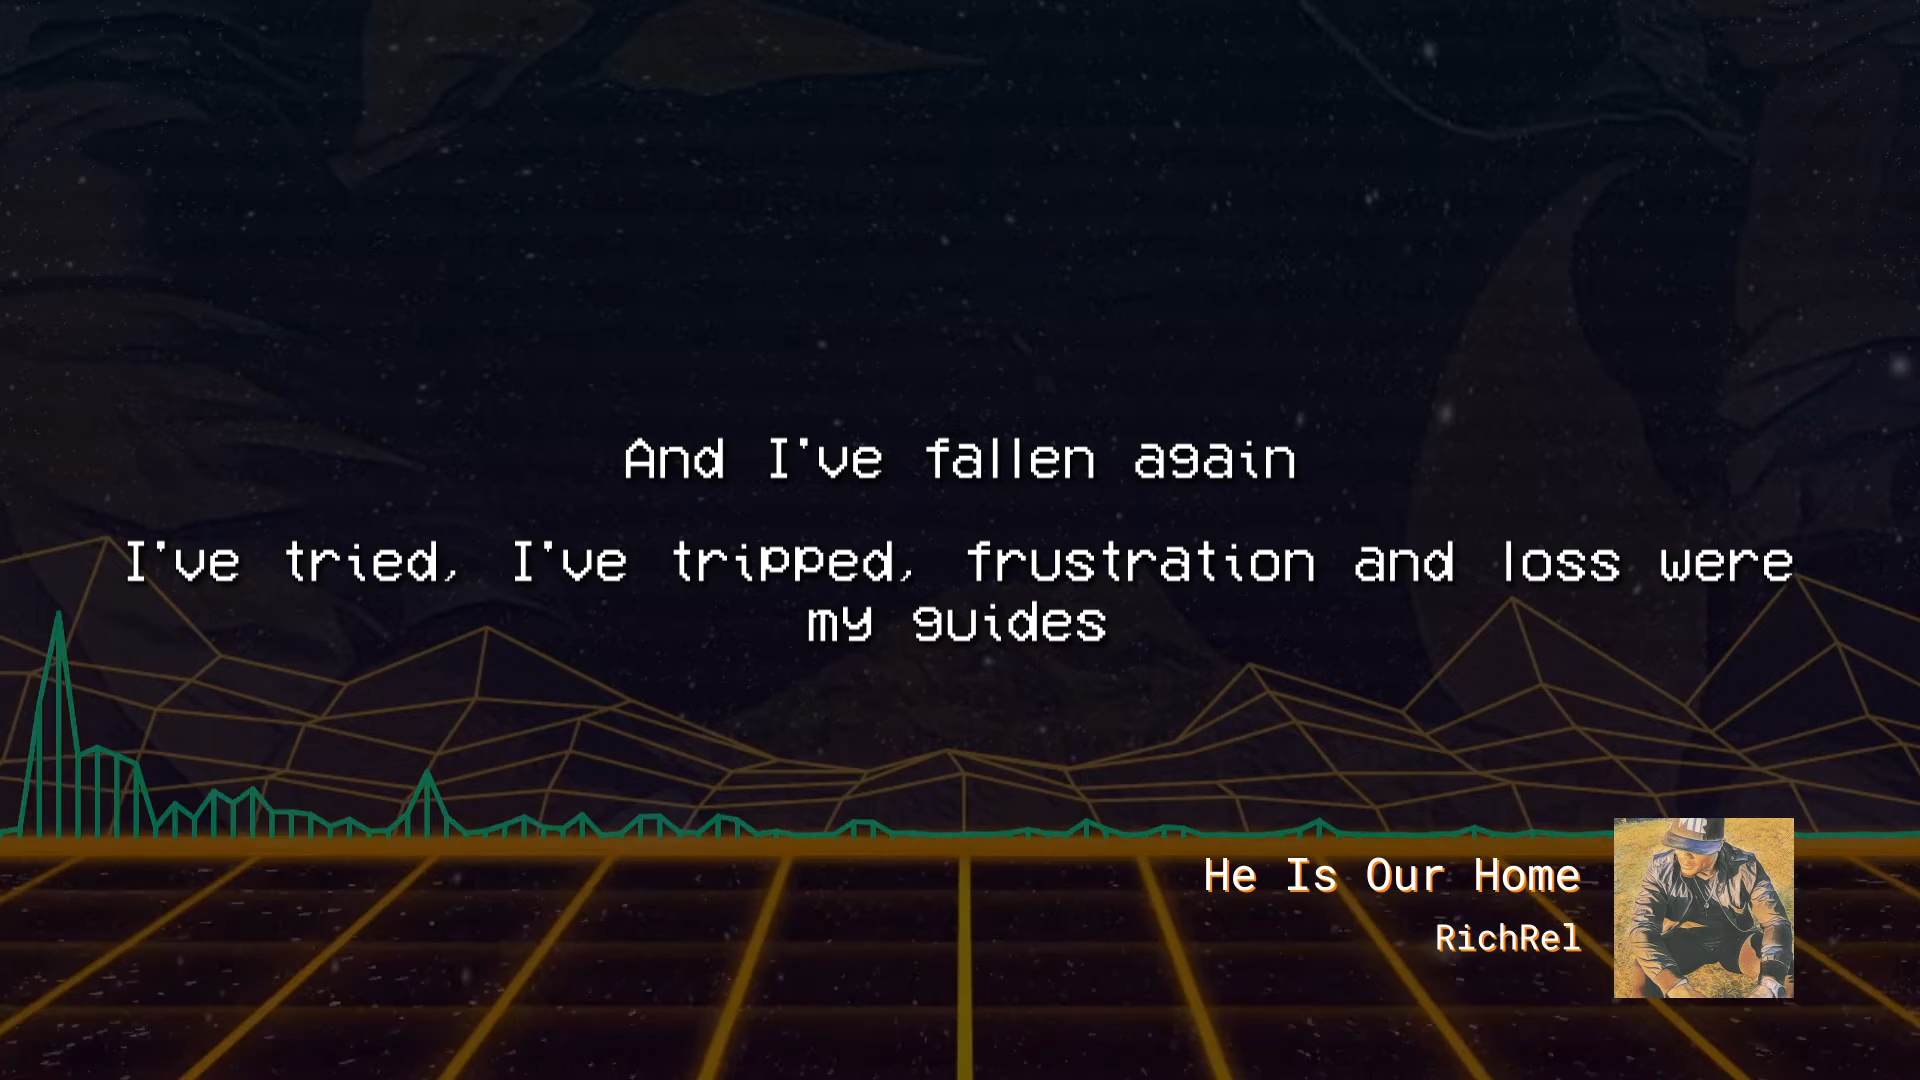 And I've fallen again
I've tried, I've tripped, frustration and loss were
my guides
He Is Our Home
RichRel